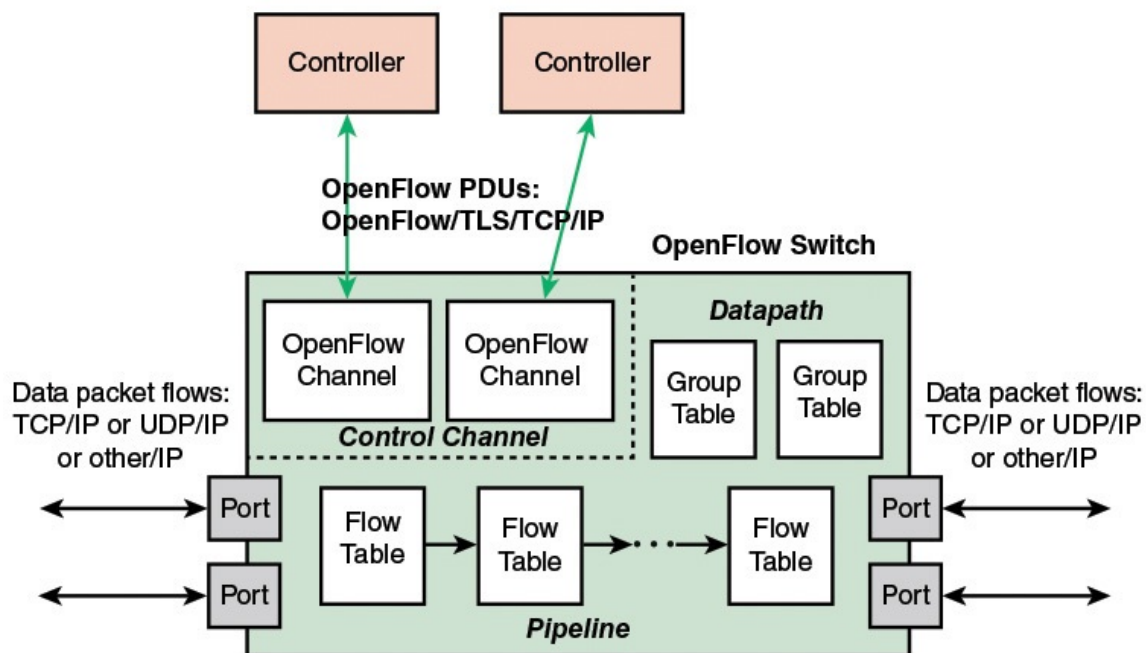 Controller
Controller
OpenFlow PDUs:
OpenFlow/TLS/TCP/IP
OpenFlow Switch
OpenFlow
Channel
OpenFlow
Channel
Control Channel
Datapath
Group
Table
Group
Table
Data packet flows:
TCP/IP or UDP/IP
or other/IP
Data packet flows:
TCP/IP or UDP/IP
or other/IP
Port
Port
Flow
Table
Flow
Table
...
Flow
Table
Pipeline
Port
Port